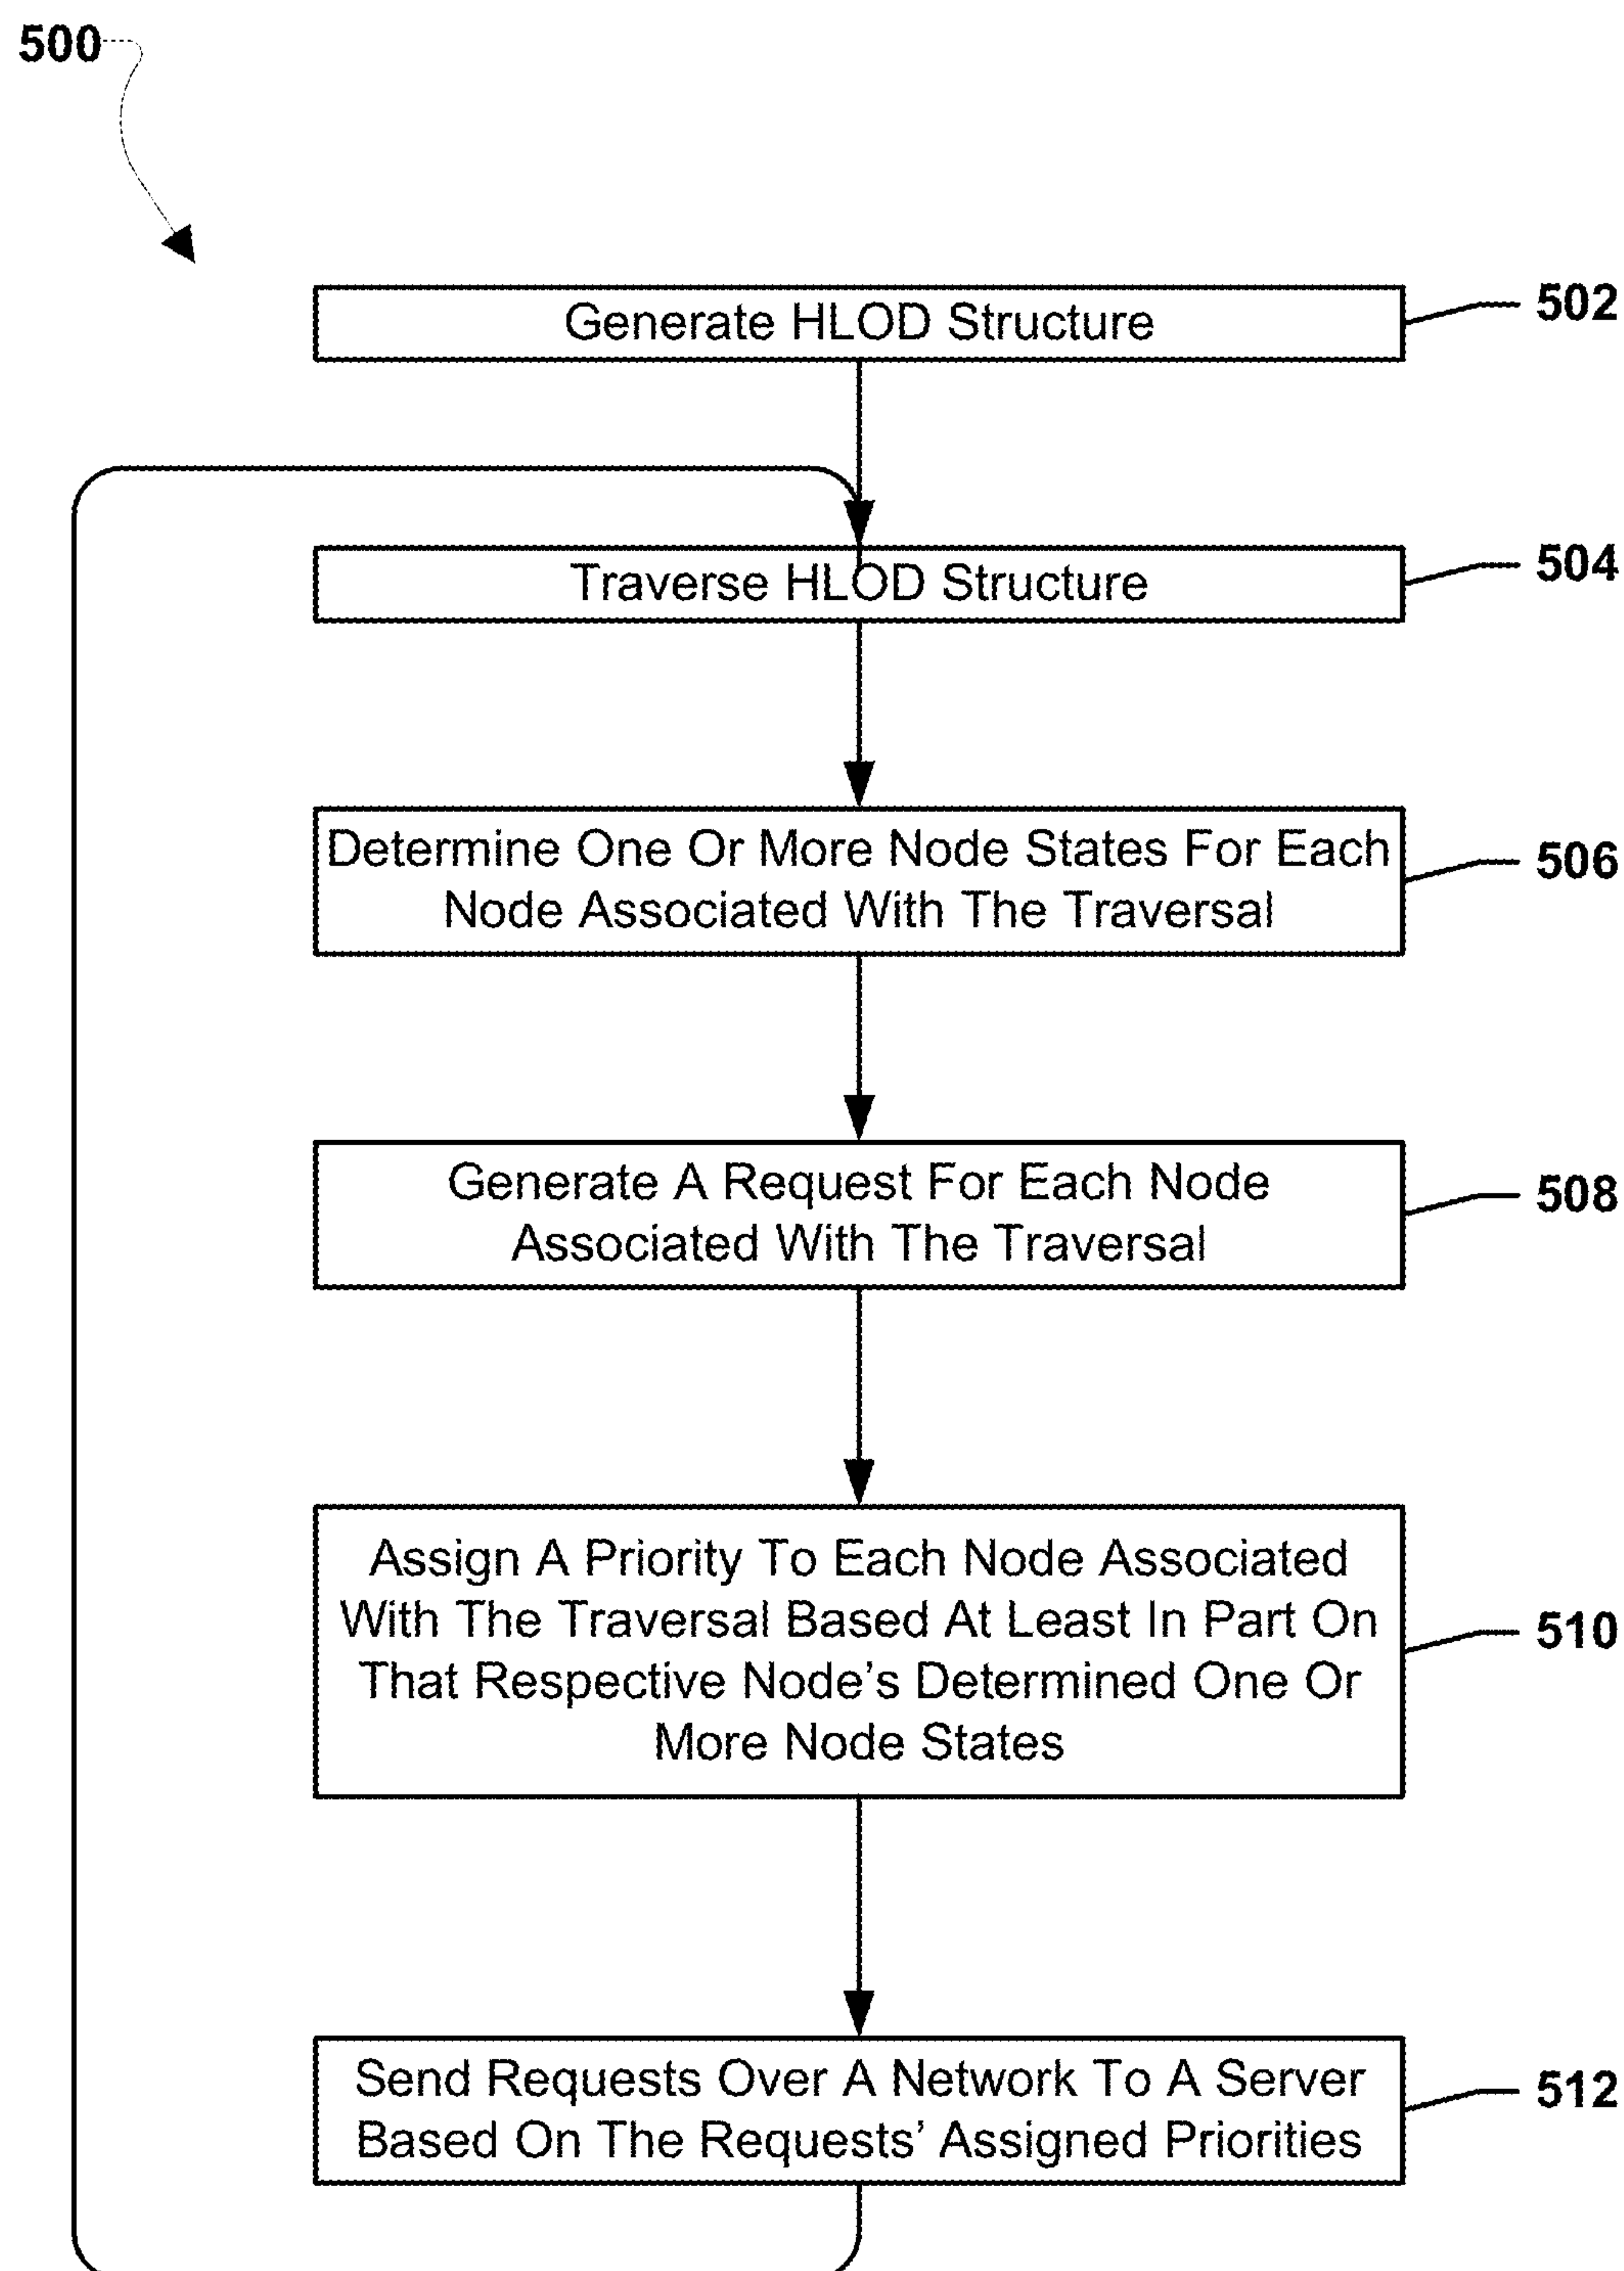 500
Generate HLOD Structure
502
Traverse HLOD Structure
504
Determine One Or More Node States For Each
Node Associated With The Traversal
506
Generate A Request For Each Node
Associated With The Traversal
508
Assign A Priority To Each Node Associated
With The Traversal Based At Least In Part On
That Respective Node’s Determined One Or
More Node States
510
Send Requests Over A Network To A Server
Based On The Requests’ Assigned Priorities
512